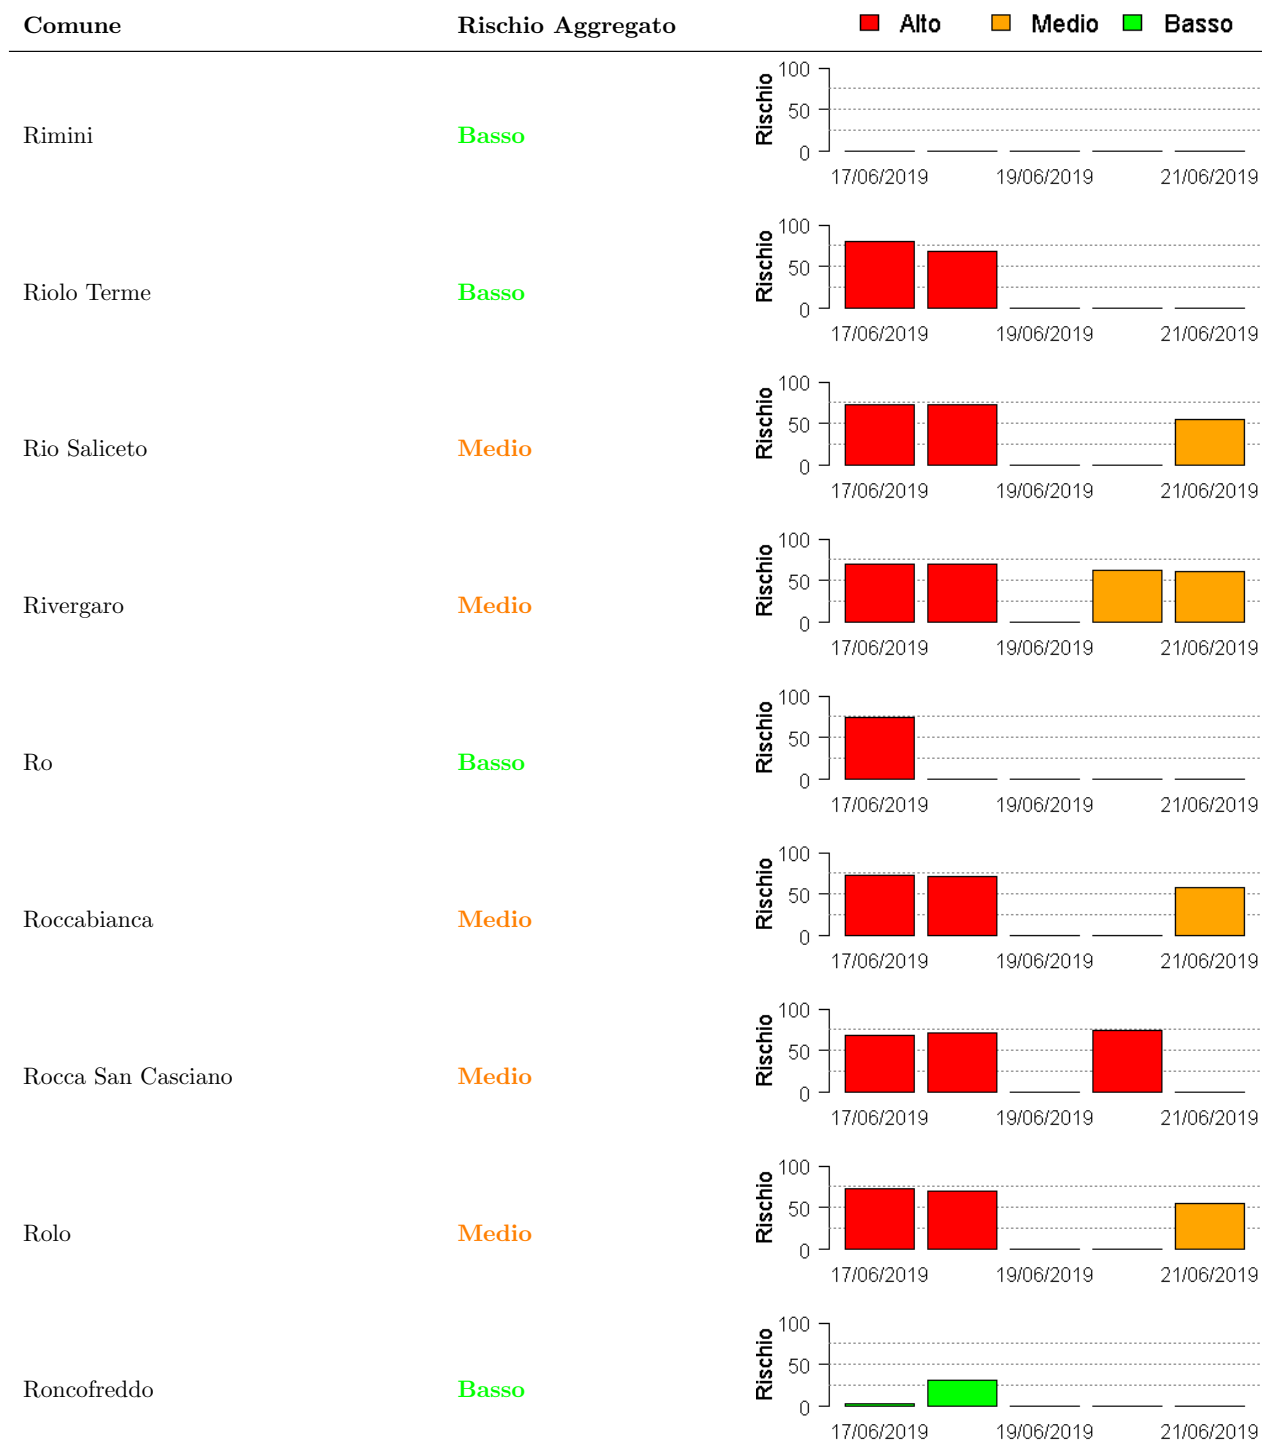 Comune Rischio Aggregato Alto Medio Basso
Rimini Basso Rischio 100 50 0
17/06/2019 19/06/2019 21/06/2019
Riolo Terme Basso Rischio 100 50 0
17/06/2019 19/06/2019 21/06/2019
Rio Saliceto Medio Rischio 100 50 0
17/06/2019 19/06/2019 21/06/2019
Rivergaro Medio Rischio 100 50 0
17/06/2019 19/06/2019 21/06/2019
Ro Basso Rischio 100 50 0
17/06/2019 19/06/2019 21/06/2019
Roccabianca Medio Rischio 100 50 0
17/06/2019 19/06/2019 21/06/2019
Rocca San Casciano Medio Rischio 100 50 0
17/06/2019 19/06/2019 21/06/2019
Rolo Medio Rischio 100 50 0
17/06/2019 19/06/2019 21/06/2019
Roncofreddo Basso Rischio 100 50 0
17/06/2019 19/06/2019 21/06/2019